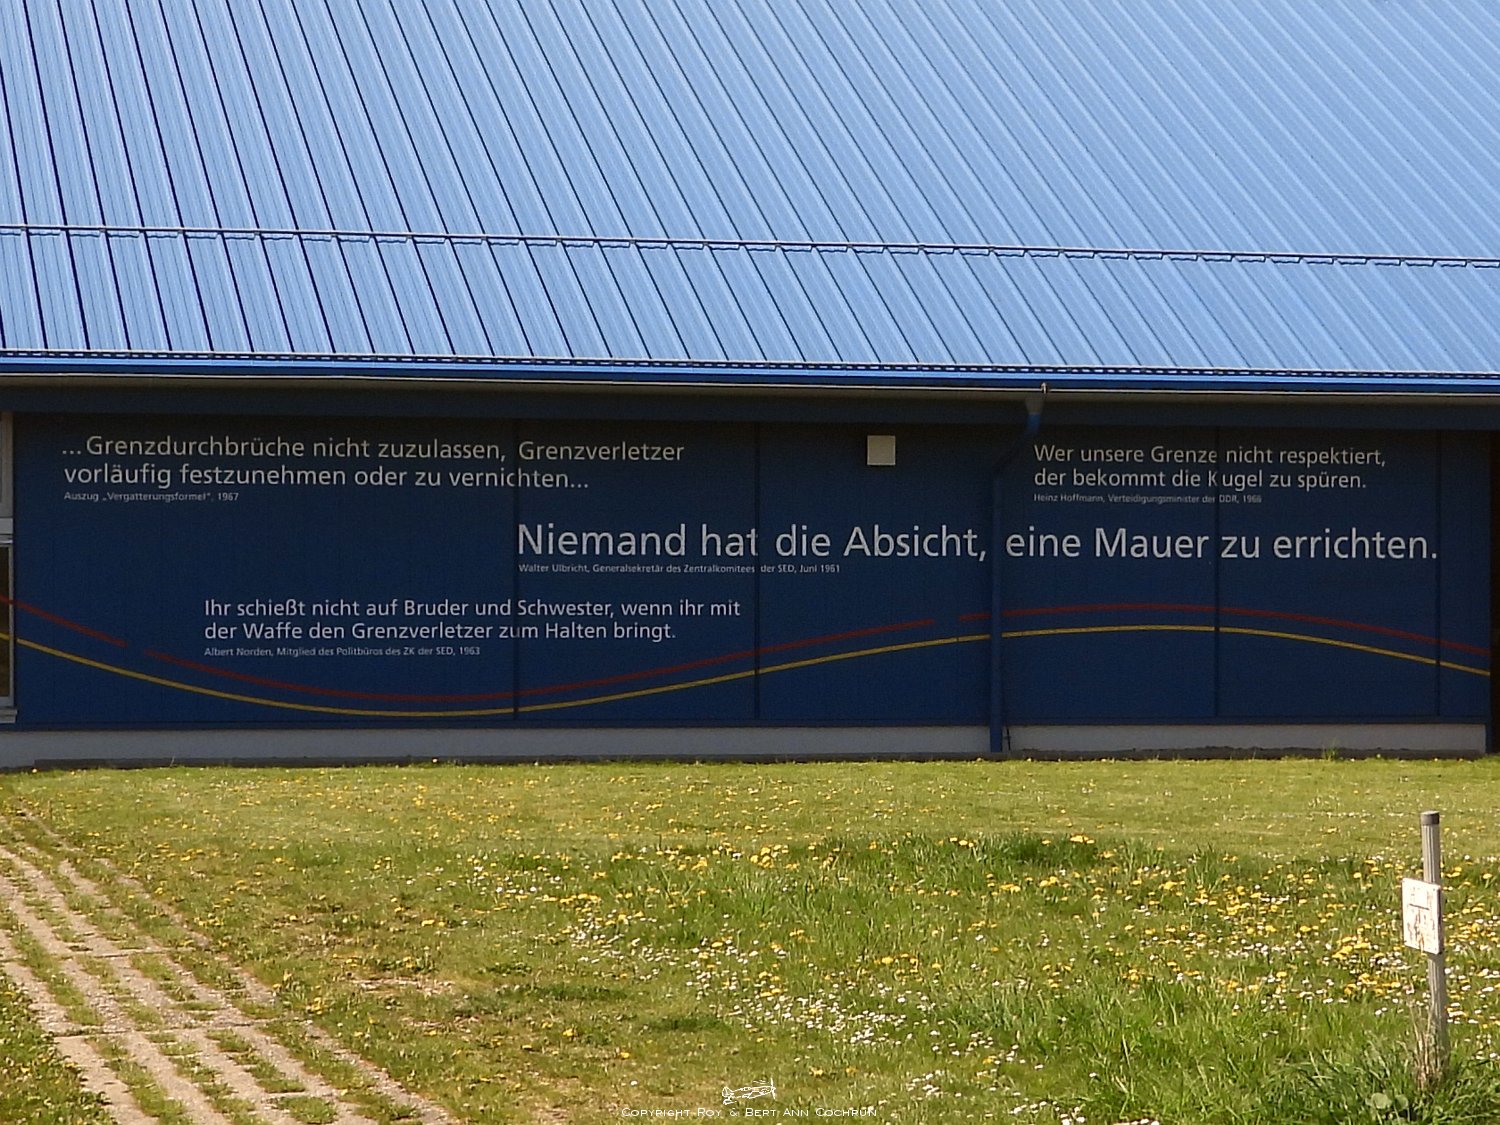 ...Grenzdurchbrüche nicht zuzulassen, Grenzverletzer
vorläufig festzunehmen oder zu vernichten...
Auszug „Vergatterungsformel“, 1967
Wer unsere Grenze nicht respektiert,
der bekommt die Kugel zu spüren.
Heinz Hoffmann, Verteidigungsminister der DDR, 1966
Niemand hat die Absicht, eine Mauer zu errichten.
Walter Ulbricht, Generalsekretär des Zentralkomitees der SED, Juni 1961
Ihr schießt nicht auf Bruder und Schwester, wenn ihr mit
der Waffe den Grenzverletzer zum Halten bringt.
Albert Norden, Mitglied des Politbüros des ZK der SED, 1963
Copyright Roy & Bert Ann Cochrun